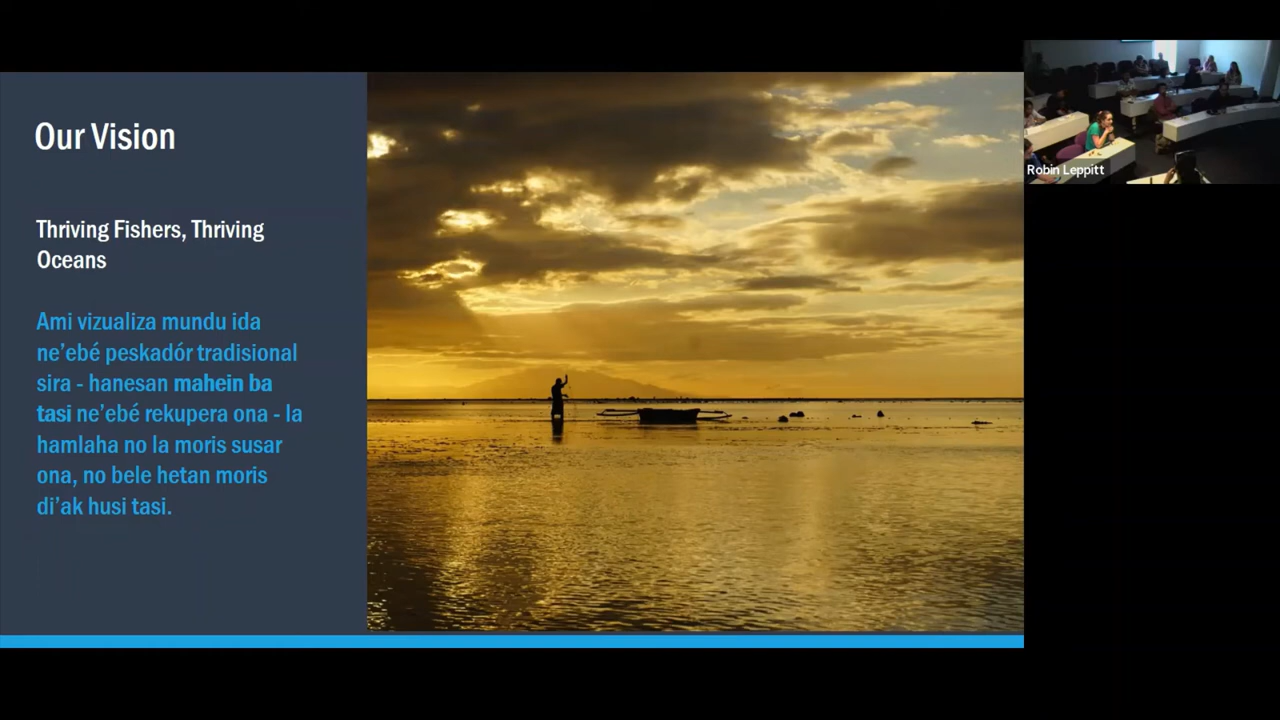 Our Vision
Thriving Fishers, Thriving
Oceans
Ami vizualiza mundu ida
ne’ebé peskadór tradisional
sira - hanesan mahein ba
tasi ne’ebé rekupera ona - la
hamlaha no la moris susar
ona, no bele hetan moris
di’ak husi tasi.
Robin Leppitt